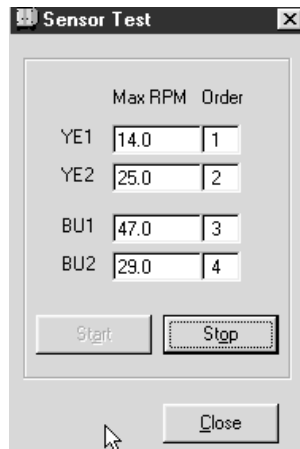 Sensor Test
Max RPM Order
YE1 14.0 1
YE2 25.0 2
BU1 47.0 3
BU2 29.0 4
Start Stop
Close